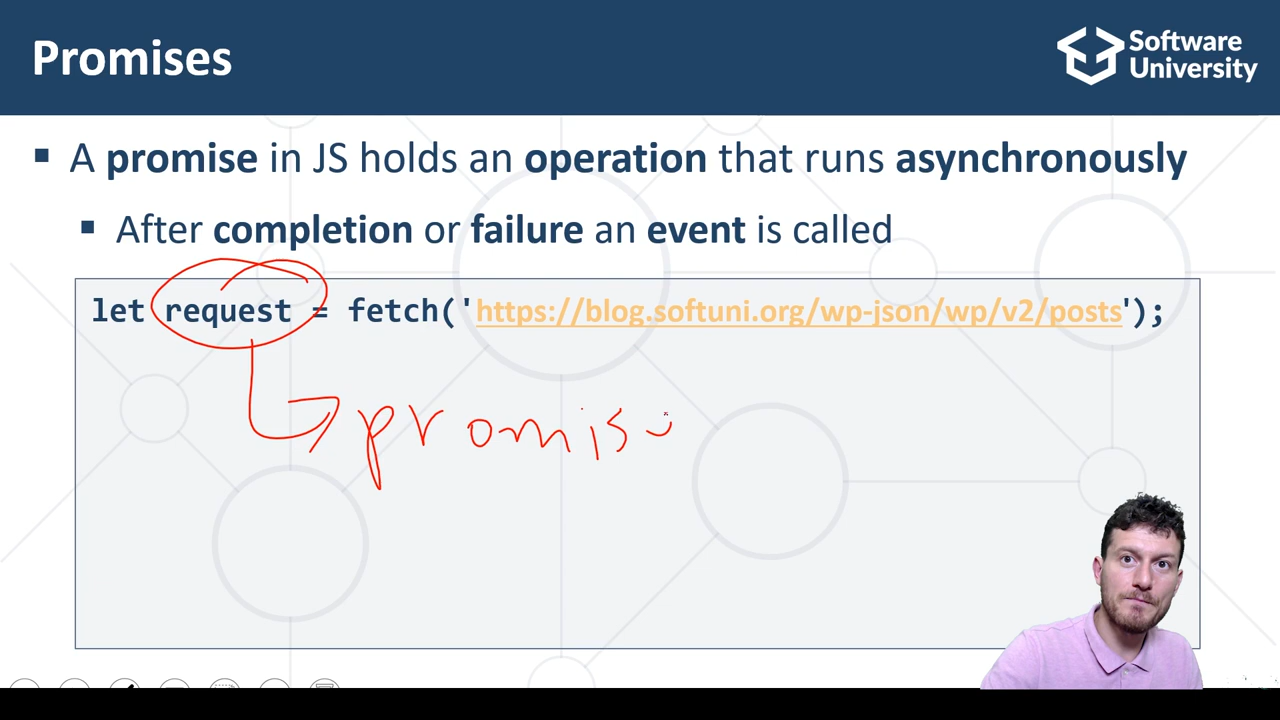 Promises
Software
University
A promise in JS holds an operation that runs asynchronously
After completion or failure an event is called
let request = fetch('https://blog.softuni.org/wp-json/wp/v2/posts');
promis